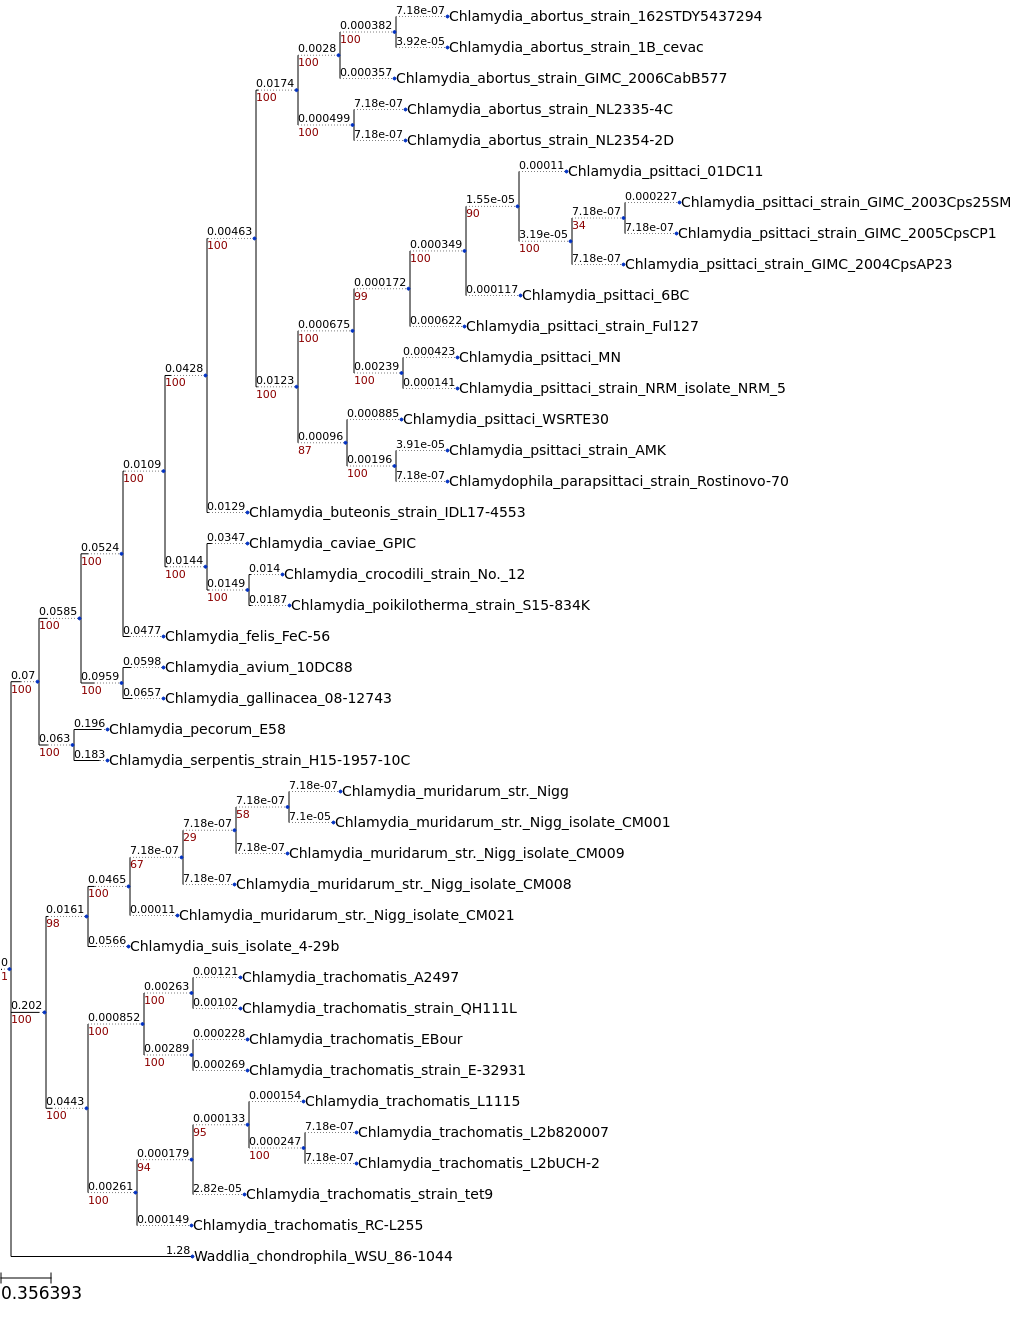 7.18e-07 Chlamydia_abortus_strain_162STDY5437294
0.000382
100
3.92e-05 Chlamydia_abortus_strain_1B_cevac
0.0028
100
0.000357 Chlamydia_abortus_strain_GIMC_2006CabB577
0.0174
100
7.18e-07 Chlamydia_abortus_strain_NL2335-4C
0.000499
100
7.18e-07 Chlamydia_abortus_strain_NL2354-2D
0.00011 Chlamydia_psittaci_01DC11
1.55e-05
90
0.000227 Chlamydia_psittaci_strain_GIMC_2003Cps25SM
7.18e-07
34
7.18e-07 Chlamydia_psittaci_strain_GIMC_2005CpsCP1
0.00463
100
3.19e-05
100
0.000349
100
7.18e-07 Chlamydia_psittaci_strain_GIMC_2004CpsAP23
0.000172
99
0.000117 Chlamydia_psittaci_6BC
0.000675
100
0.000622 Chlamydia_psittaci_strain_Ful127
0.000423 Chlamydia_psittaci_MN
0.0428
100
0.00239
100
0.0123
100
0.000141 Chlamydia_psittaci_strain_NRM_isolate_NRM_5
0.000885 Chlamydia_psittaci_WSRTE30
0.00096
87
3.91e-05 Chlamydia_psittaci_strain_AMK
0.0109
100
0.00196
100
7.18e-07 Chlamydophila_parapsittaci_strain_Rostinovo-70
0.0129 Chlamydia_buteonis_strain_IDL17-4553
0.0524
100
0.0347 Chlamydia_caviae_GPIC
0.0144
100
0.014 Chlamydia_crocodili_strain_No._12
0.0149
100
0.0187 Chlamydia_poikilotherma_strain_S15-834K
0.0585
100
0.0477 Chlamydia_felis_FeC-56
0.0598 Chlamydia_avium_10DC88
0.07
100
0.0959
100
0.0657 Chlamydia_gallinacea_08-12743
0.196 Chlamydia_pecorum_E58
0.063
100
0.183 Chlamydia_serpentis_strain_H15-1957-10C
7.18e-07 Chlamydia_muridarum_str._Nigg
7.18e-07
58
7.1e-05 Chlamydia_muridarum_str._Nigg_isolate_CM001
7.18e-07
29
7.18e-07 Chlamydia_muridarum_str._Nigg_isolate_CM009
7.18e-07
67
7.18e-07 Chlamydia_muridarum_str._Nigg_isolate_CM008
0.0465
100
0.00011 Chlamydia_muridarum_str._Nigg_isolate_CM021
0.0161
98
0.0566 Chlamydia_suis_isolate_4-29b
0
1
0.00121 Chlamydia_trachomatis_A2497
0.00263
100
0.00102 Chlamydia_trachomatis_strain_QH111L
0.202
100
0.000852
100
0.000228 Chlamydia_trachomatis_EBour
0.00289
100
0.000269 Chlamydia_trachomatis_strain_E-32931
0.0443
100
0.000154 Chlamydia_trachomatis_L1115
0.000133
95
7.18e-07 Chlamydia_trachomatis_L2b820007
0.000247
100
0.000179
94
7.18e-07 Chlamydia_trachomatis_L2bUCH-2
0.00261
100
2.82e-05 Chlamydia_trachomatis_strain_tet9
0.000149 Chlamydia_trachomatis_RC-L255
1.28 Waddlia_chondrophila_WSU_86-1044
0.356393